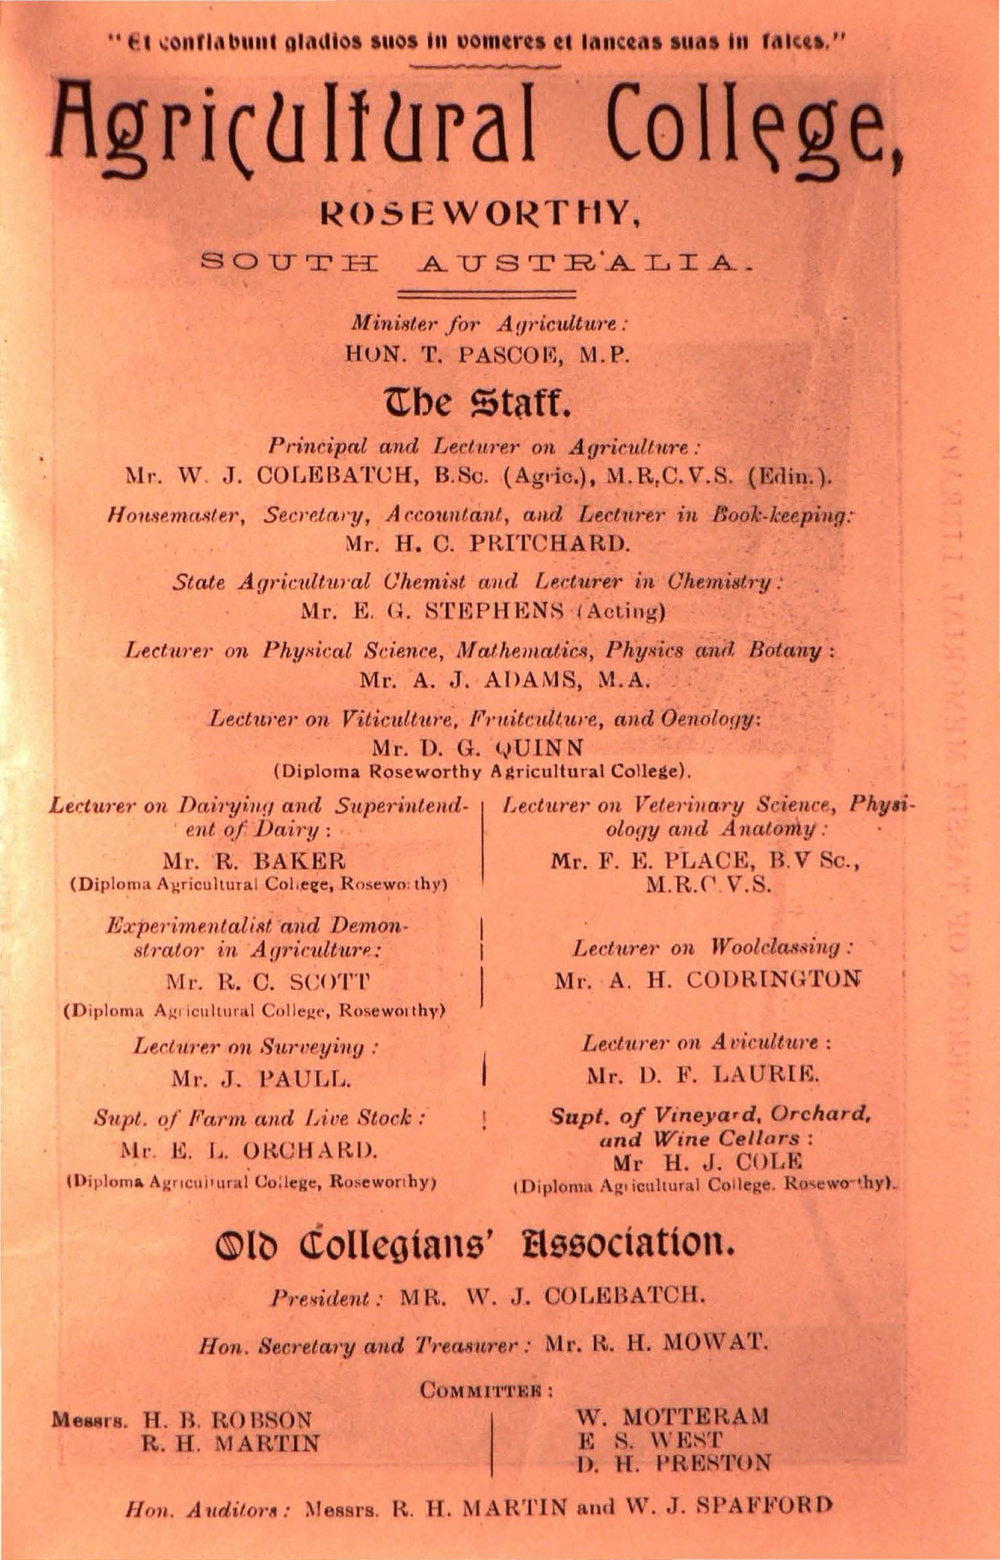 "Et conflabunt gladios suos in vomeres et lanceas suas in falces."
Agricultural College,
ROSEWORTHY,
SOUTH AUSTRALIA.
Minister for Agriculture:
HON. T. PASCOE, M.P.
The Staff.
Principal and Lecturer on Agriculture:
Mr. W. J. COLEBATCH, B.Sc. (Agric.), M.R.C.V.S. (Edin.).
Housemaster, Secretary, Accountant, and Lecturer in Book-keeping:
Mr. H. C. PRITCHARD.
State Agricultural Chemist and Lecturer in Chemistry:
Mr. E. G. STEPHENS (Acting)
Lecturer on Physical Science, Mathematics, Physics and Botany:
Mr. A. J. ADAMS, M.A.
Lecturer on Viticulture, Fruitculture, and Oenology:
Mr. D. G. QUINN
(Diploma Roseworthy Agricultural College).
Lecturer on Dairying and Superintend-
ent of Dairy:
Mr. R. BAKER
(Diploma Agricultural College, Roseworthy)
Lecturer on Veterinary Science, Physi-
ology and Anatomy:
Mr. F. E. PLACE, B.V Sc.,
M.R.C.V.S.
Experimentalist and Demon-
strator in Agriculture:
Mr. R. C. SCOTT
(Diploma Agricultural College, Roseworthy)
Lecturer on Woolclassing:
Mr. A. H. CODRINGTON
Lecturer on Surveying:
Mr. J. PAULL.
Lecturer on Aviculture:
Mr. D. F. LAURIE.
Supt. of Farm and Live Stock:
Mr. E. L. ORCHARD.
(Diploma Agricultural College, Roseworthy)
Supt. of Vineyard, Orchard,
and Wine Cellars:
Mr H. J. COLE
(Diploma Agricultural College. Roseworthy).
Old Collegians' Association.
President: MR. W. J. COLEBATCH.
Hon. Secretary and Treasurer: Mr. R. H. MOWAT.
COMMITTEE:
Messrs. H. B. ROBSON
R. H. MARTIN
W. MOTTERAM
E S. WEST
D. H. PRESTON
Hon. Auditors: Messrs. R. H. MARTIN and W. J. SPAFFORD